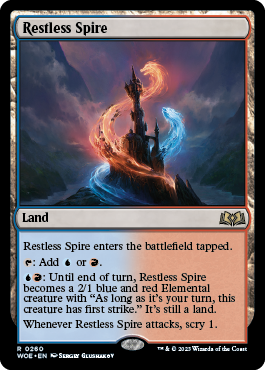 Restless Spire
Land
Restless Spire enters the battlefield tapped.
: Add or .
: Until end of turn, Restless Spire
becomes a 2/1 blue and red Elemental
creature with “As long as it's your turn, this
creature has first strike.” It's still a land.
Whenever Restless Spire attacks, scry 1.
R 0260
WOE • EN Sergey Glushakov
™ & © 2023 Wizards of the Coast